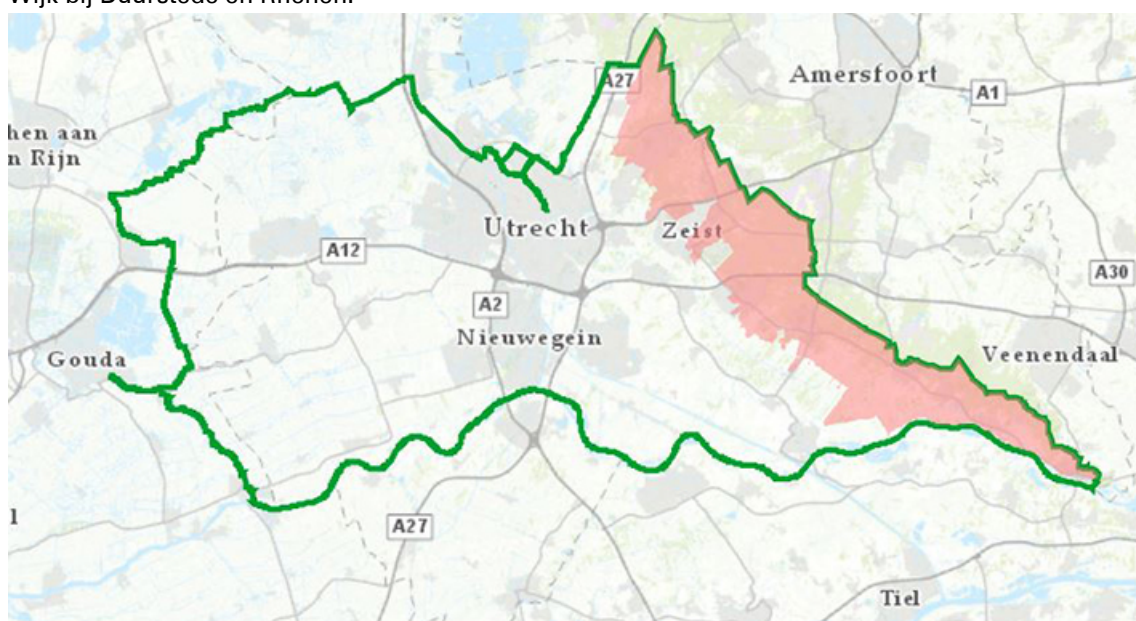 Wijk bij Duurstede en Rhenen.
A27
Amersfoort
A1
hen aan
n Rijn
Utrecht
Zeist
A12
A30
A2
Nieuwegein
Gouda
Veenendaal
l
A27
Tiel